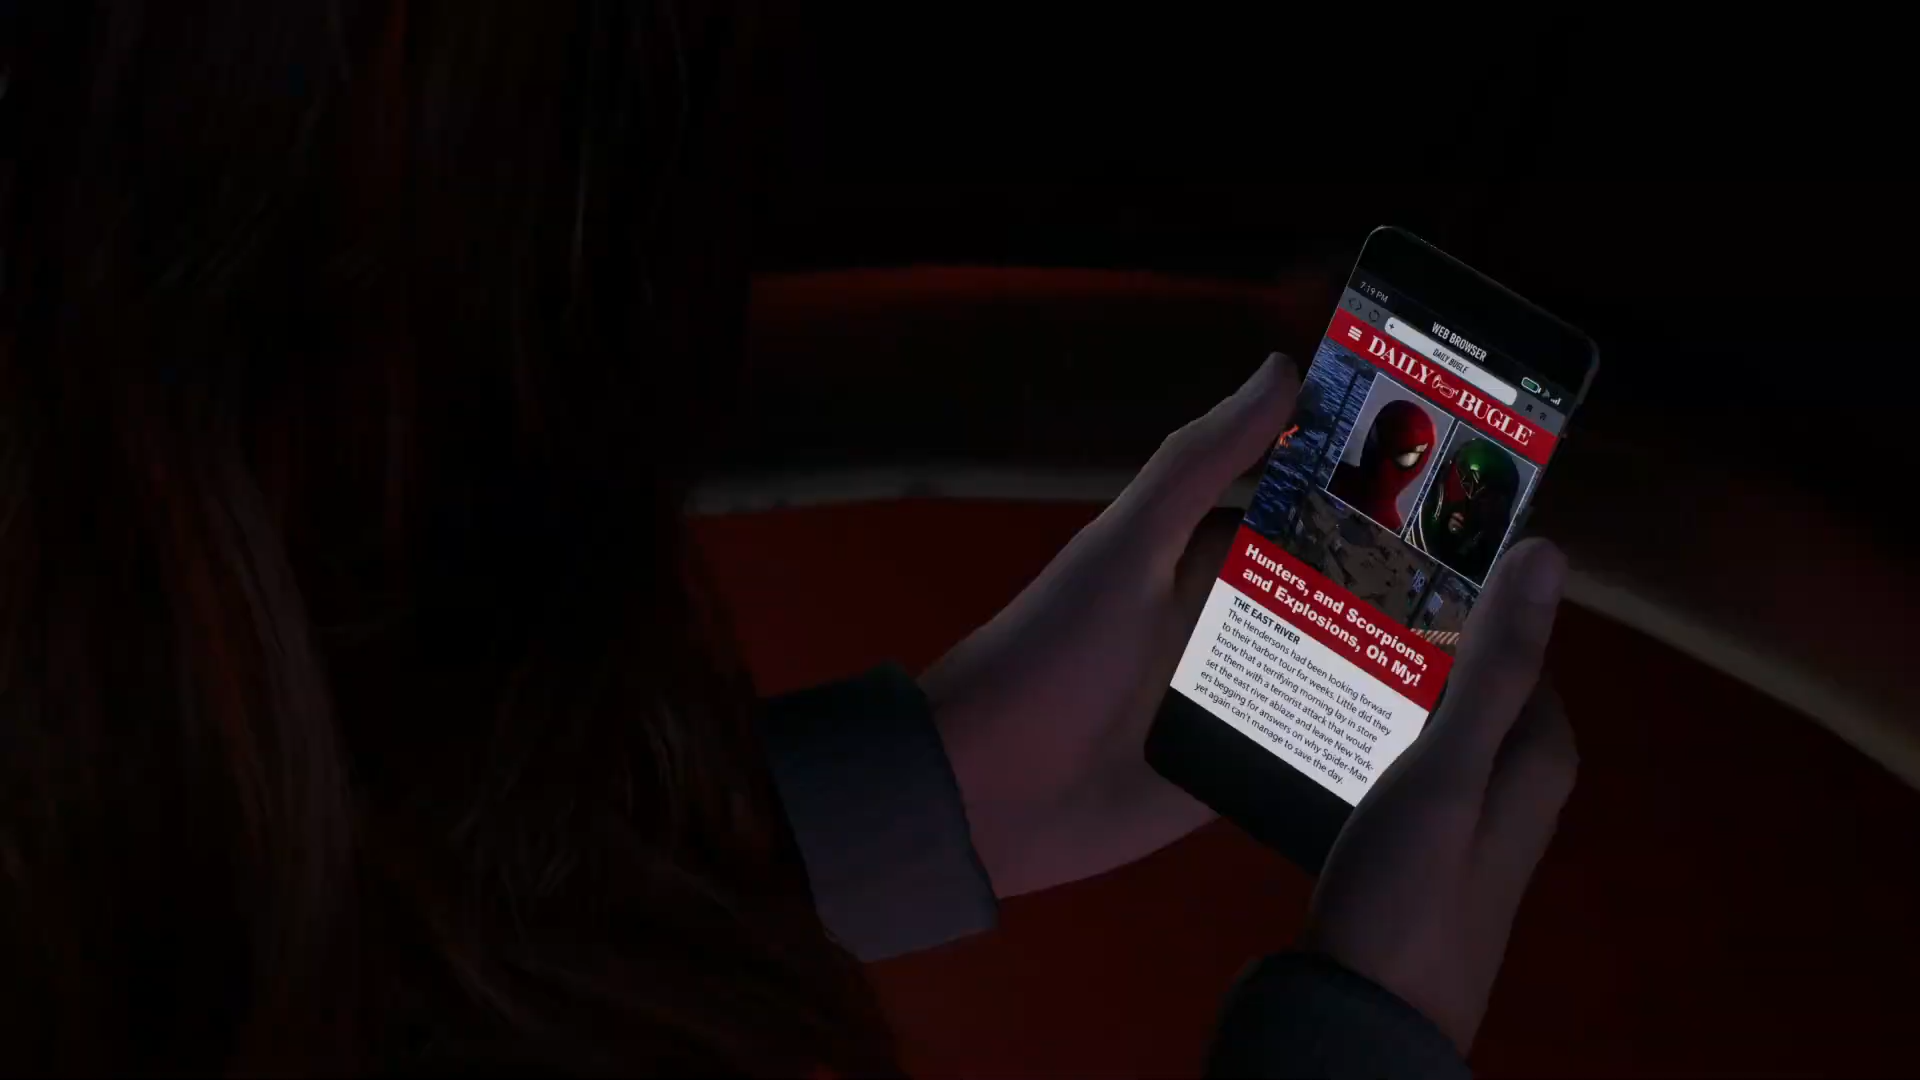 7:19 PM
WEB BROWSER
DAILY BUGLE
DAILY BUGLE
Hunters, and Scorpions,
and Explosions, Oh My!
THE EAST RIVER
The Hendersons had been looking forward
to their harbor tour for weeks. Little did they
know that a terrifying morning lay in store
for them with a terrorist attack that would
set the east river ablaze and leave New York-
ers begging for answers on why Spider-Man
yet again can't manage to save the day.